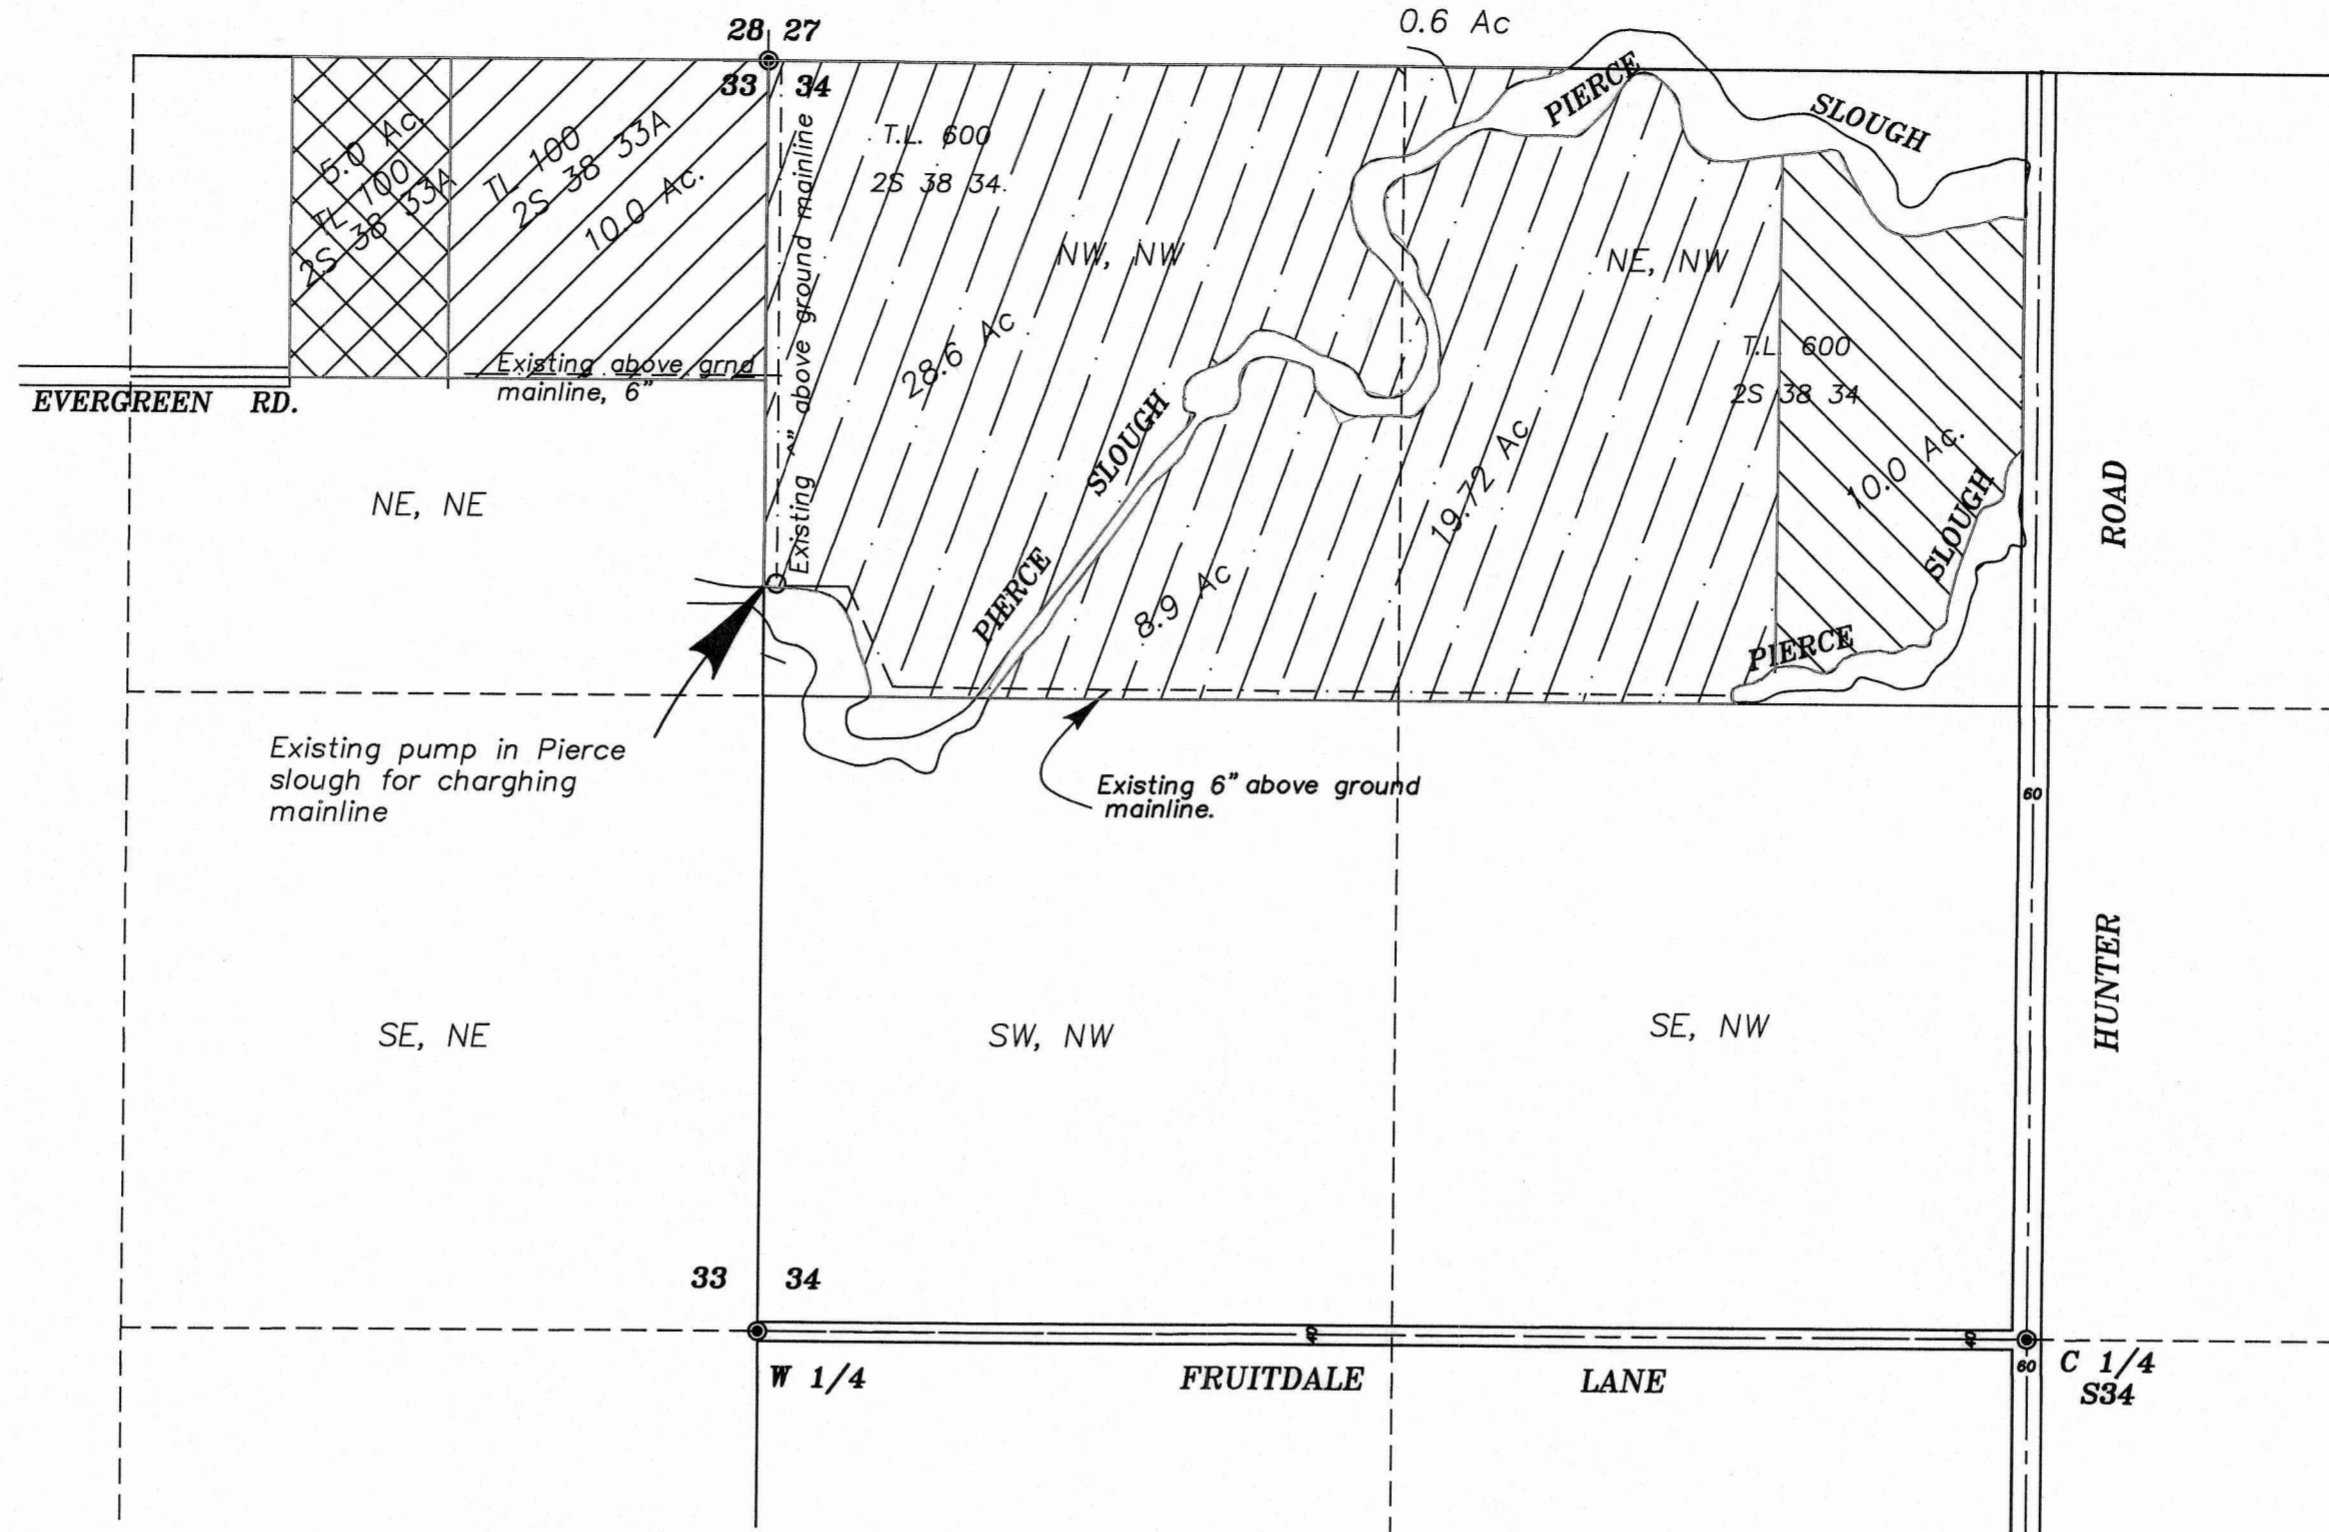 0.6 Ac
28 27
33 34
PIERCE
SLOUGH
5.0 Ac.
TL 100
2S 38 33A
TL 100
2S 38 33A
10.0 Ac.
T.L. 600
2S 38 34.
NW, NW
NE, NW
Existing above ground mainline
28.6 Ac
T.L. 600
2S 38 34
10.0 Ac.
Existing above grnd
mainline, 6"
EVERGREEN RD.
NE, NE
PIERCE SLOUGH
19.72 Ac
8.9 Ac
PIERCE SLOUGH
HUNTER ROAD
Existing pump in Pierce
slough for charghing
mainline
Existing 6" above ground
mainline.
60
SE, NE
SW, NW
SE, NW
33 34
40
40
W 1/4
FRUITDALE LANE
60
C 1/4
S34